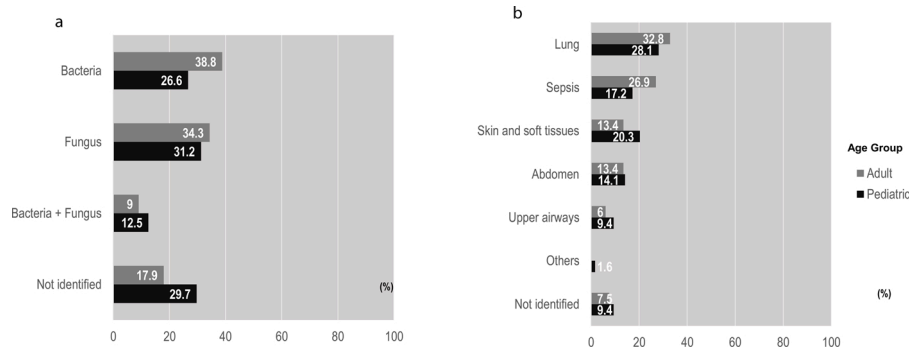 a
Bacteria
38.8
26.6
Fungus
34.3
31.2
Bacteria + Fungus
9
12.5
Not identified
17.9
29.7
(%)
0 20 40 60 80 100
b
Lung
32.8
28.1
Sepsis
26.9
17.2
Skin and soft tissues
13.4
20.3
Abdomen
13.4
14.1
Upper airways
6
9.4
Others
1.6
Not identified
7.5
9.4
(%)
0 20 40 60 80 100
Age Group
Adult
Pediatric